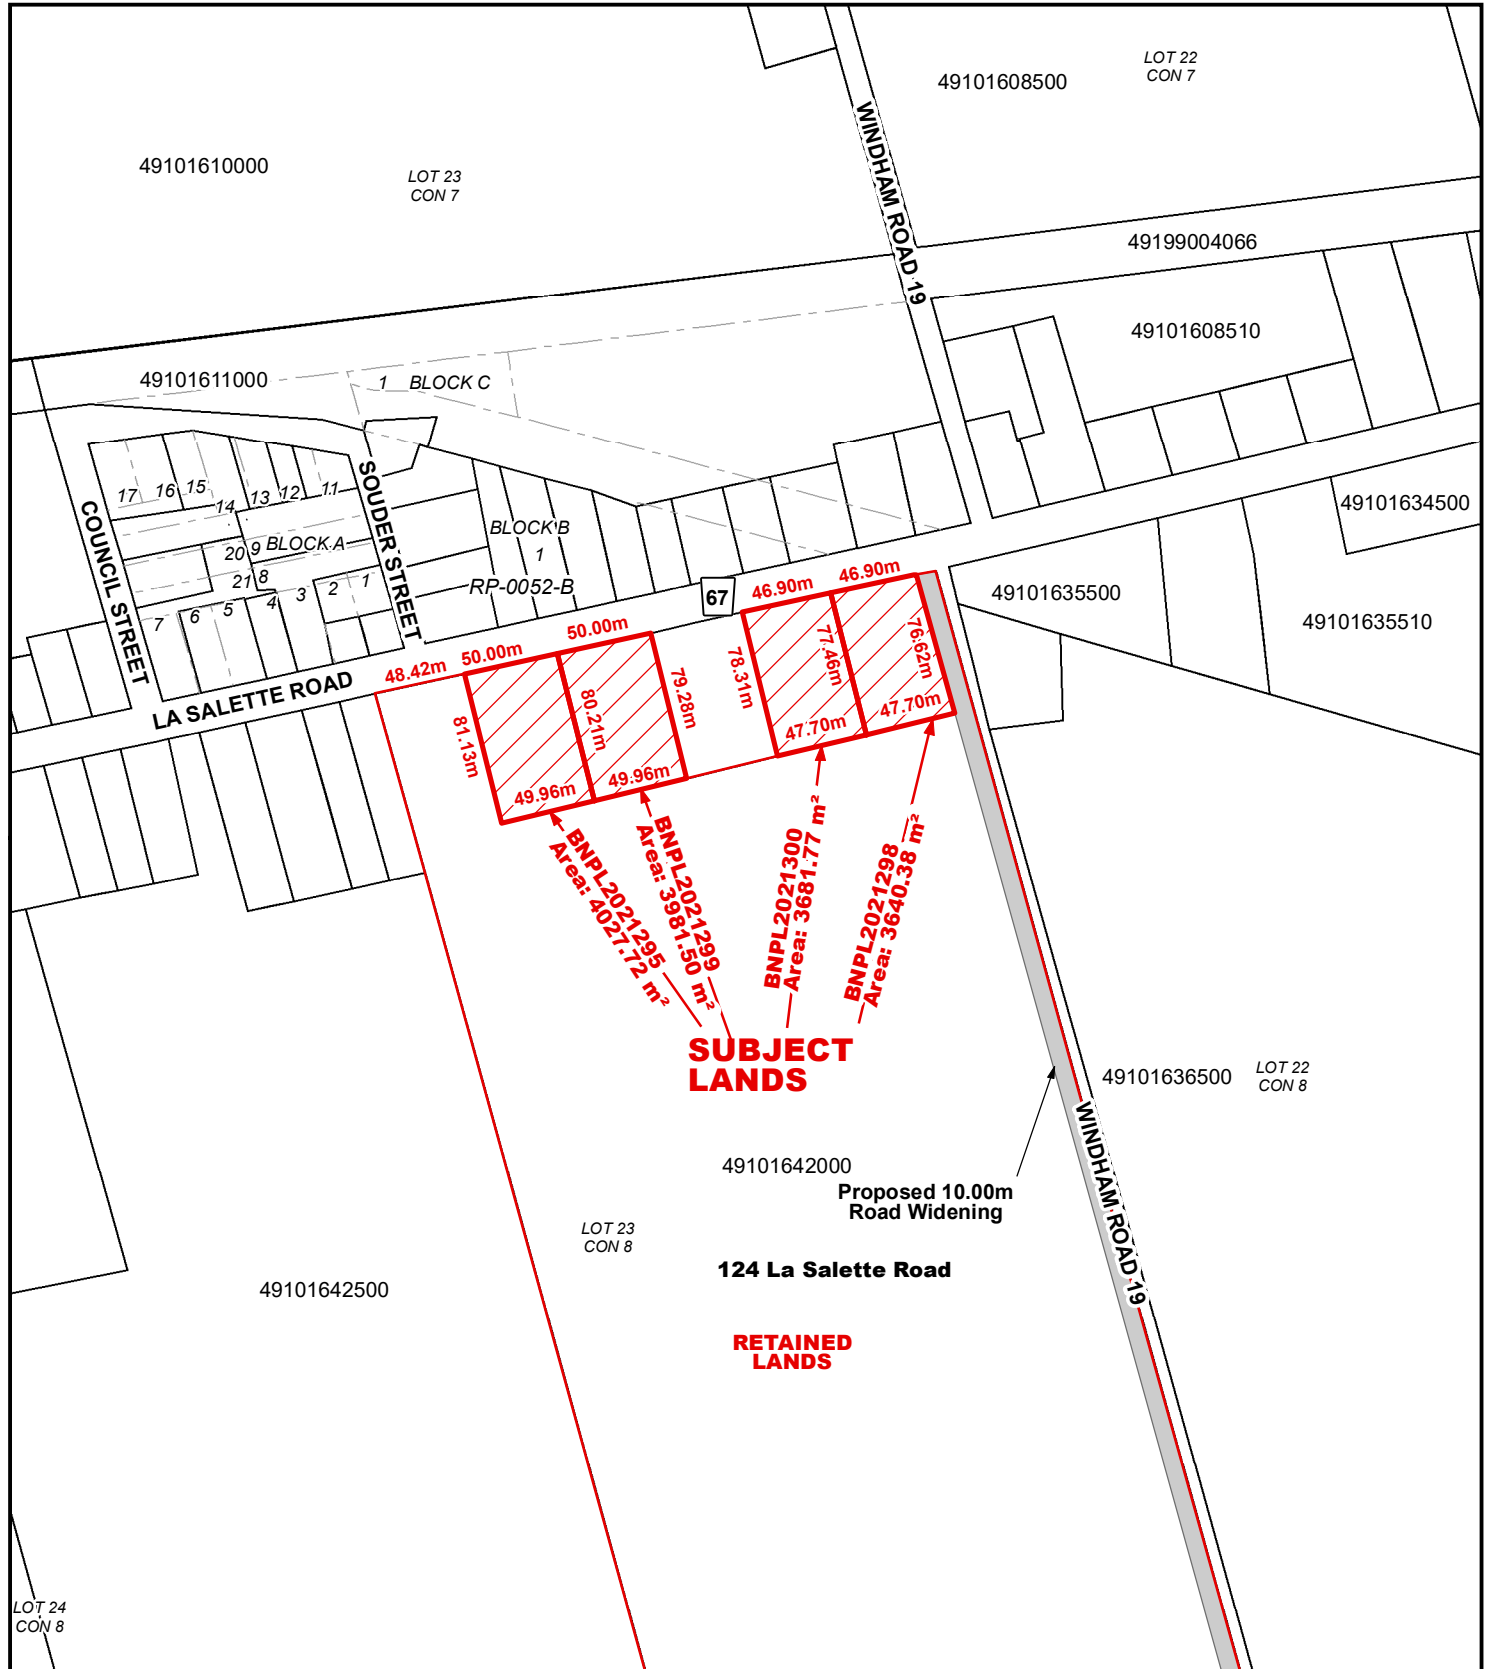 LOT 22
CON 7
49101608500
WINDHAM ROAD 19
49101610000
LOT 23
CON 7
49199004066
49101608510
49101611000
1 BLOCK C
17
16
15
14
13
12
11
COUNCIL STREET
SOUDER STREET
20
9
BLOCK A
21
8
7
6
5
4
3
2
1
BLOCK B
1
RP-0052-B
67
49101634500
49101635500
49101635510
LA SALETTE ROAD
48.42m
50.00m
50.00m
46.90m
46.90m
81.13m
80.21m
79.28m
78.31m
77.46m
76.62m
49.96m
49.96m
47.70m
47.70m
BNPL2021295
Area: 4027.72 m²
BNPL2021299
Area: 3981.50 m²
BNPL2021300
Area: 3681.77 m²
BNPL2021298
Area: 3640.38 m²
SUBJECT
LANDS
49101636500
LOT 22
CON 8
WINDHAM ROAD 19
49101642000
Proposed 10.00m
Road Widening
LOT 23
CON 8
124 La Salette Road
49101642500
RETAINED
LANDS
LOT 24
CON 8